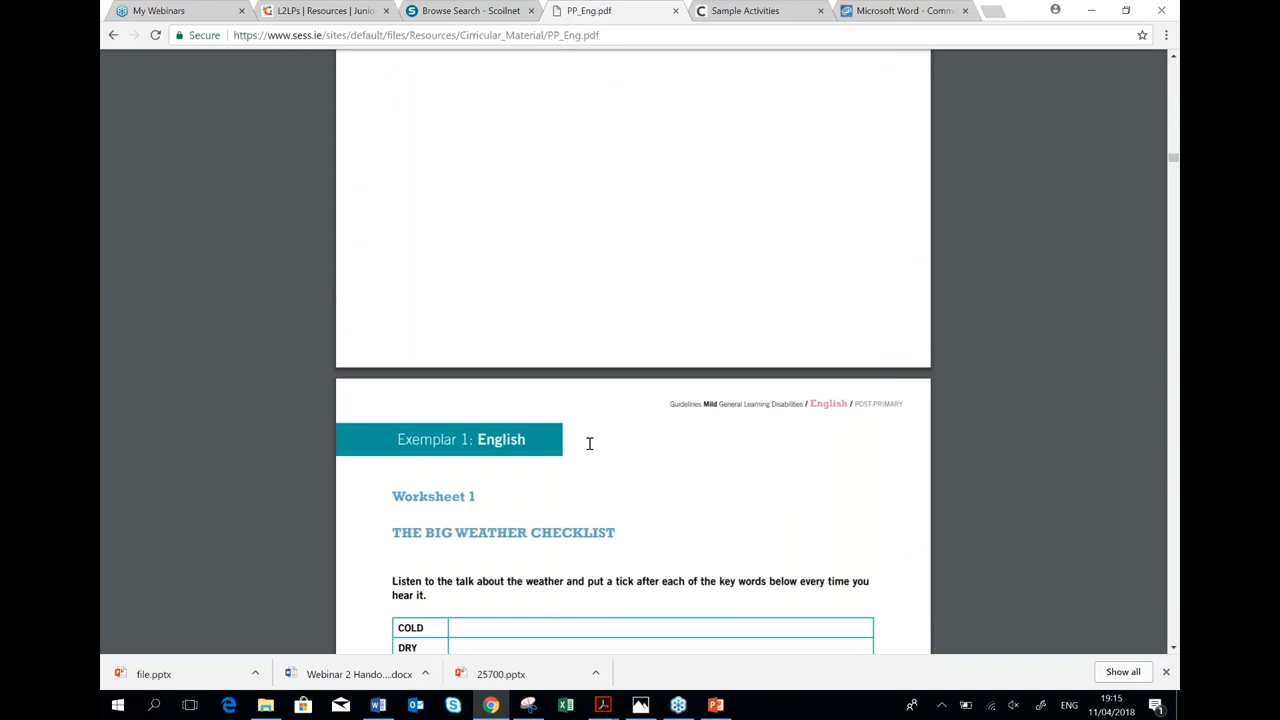 My Webinars
L2LPs | Resources | Junio
Browse Search - Scoilnet
PP_Eng.pdf
Sample Activities
Microsoft Word - Comm
Secure
https://www.sess.ie/sites/default/files/Resources/Cirricular_Material/PP_Eng.pdf
Guidelines Mild General Learning Disabilities / English / POST-PRIMARY
Exemplar 1: English
Worksheet 1
THE BIG WEATHER CHECKLIST
Listen to the talk about the weather and put a tick after each of the key words below every time you
hear it.
COLD
DRY
file.pptx
Webinar 2 Hando....docx
25700.pptx
Show all
ENG
19:15
11/04/2018